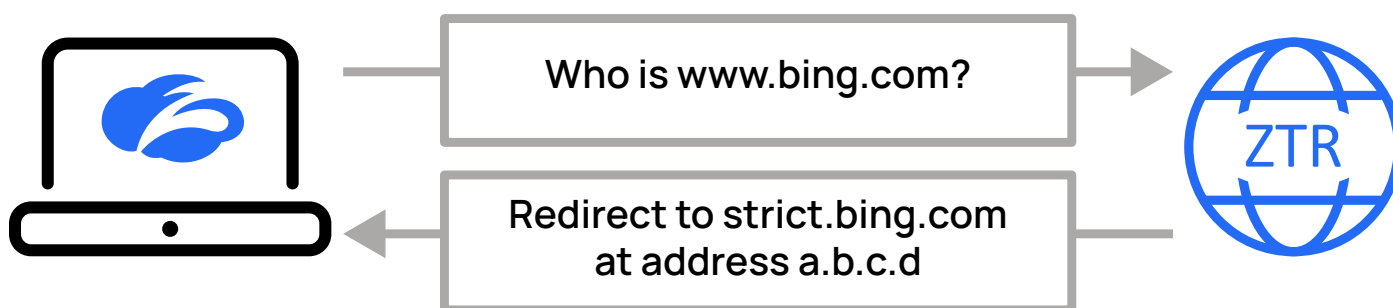 Who is www.bing.com?
ZTR
Redirect to strict.bing.com
at address a.b.c.d